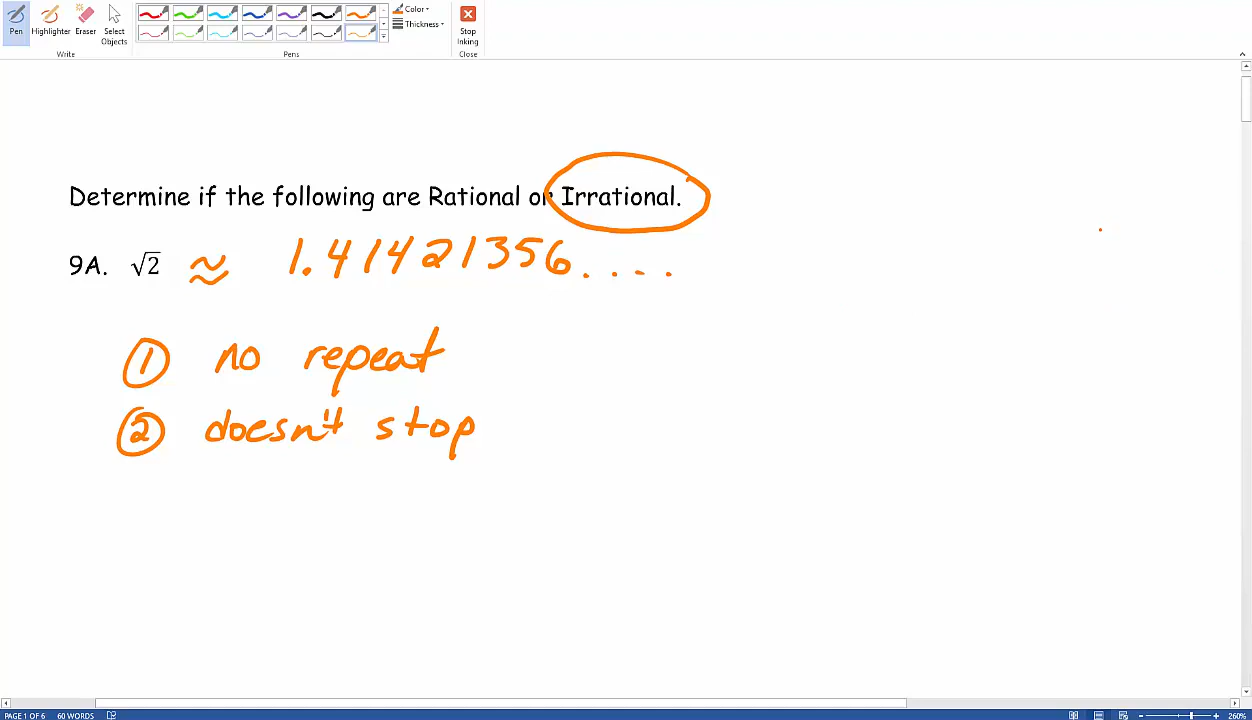 Pen Highlighter Eraser Select Objects
Write
Pens
Color
Thickness
Stop Inking
Close
Determine if the following are Rational or Irrational.
9A. √2 ≈ 1.41421356....
① no repeat
② doesn't stop
PAGE 1 OF 6 60 WORDS 260%